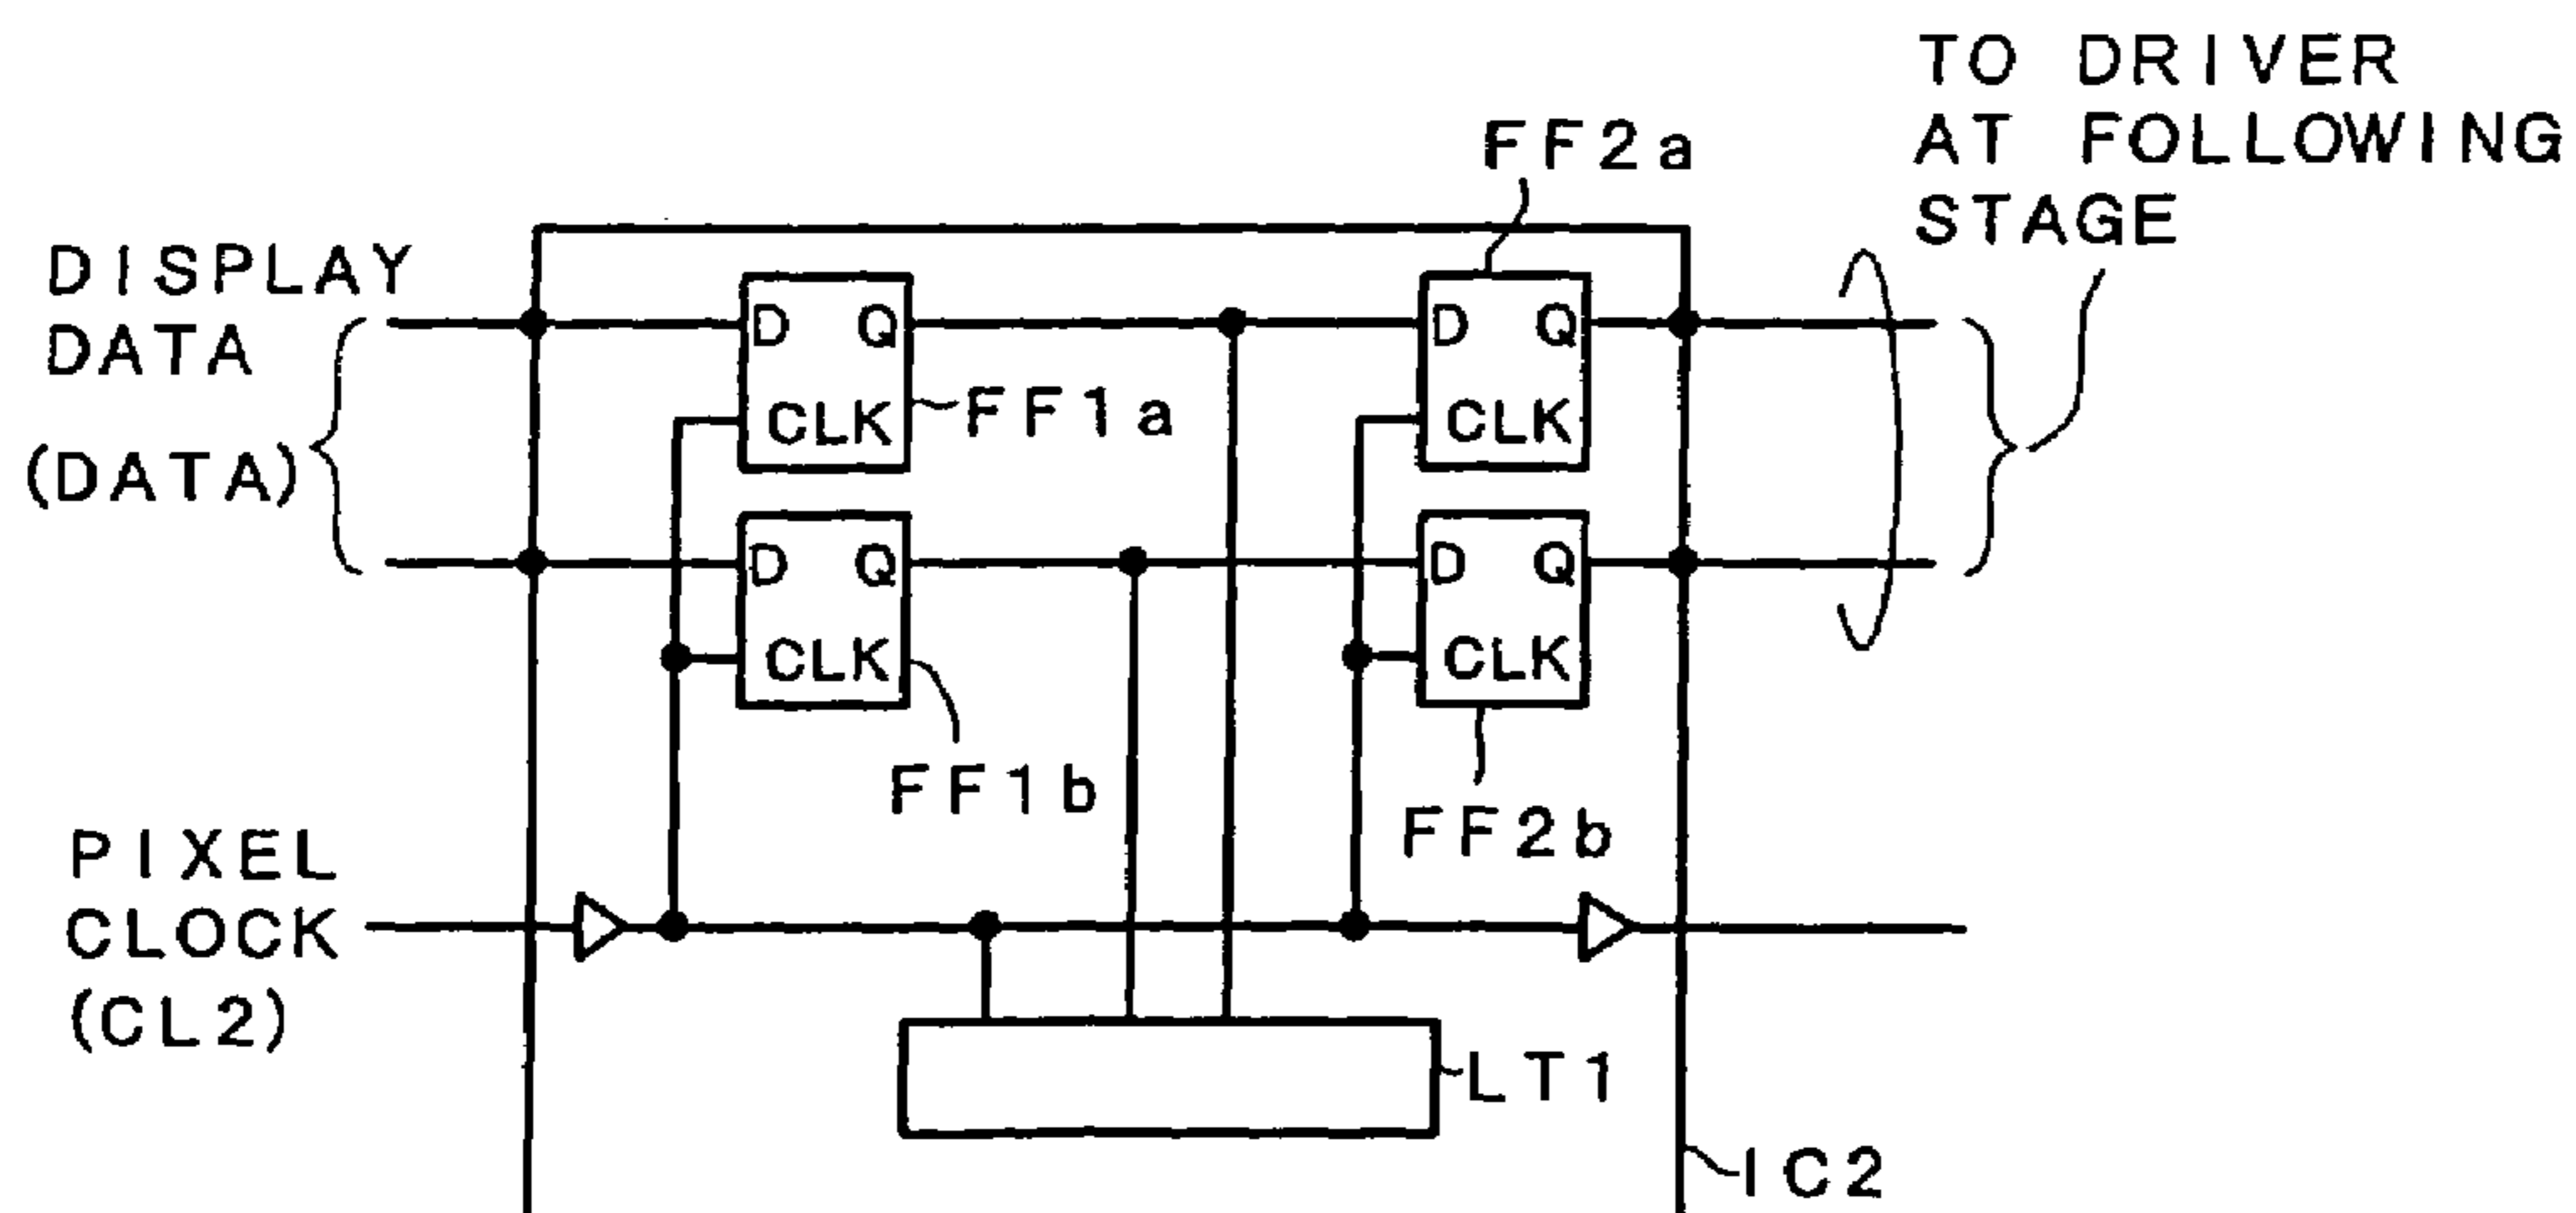 TO DRIVER
AT FOLLOWING
STAGE
FF2a
DISPLAY
DATA
(DATA)
D Q
CLK
FF1a
D Q
CLK
D Q
CLK
FF1b
D Q
CLK
FF2b
PIXEL
CLOCK
(CL2)
LT1
IC2